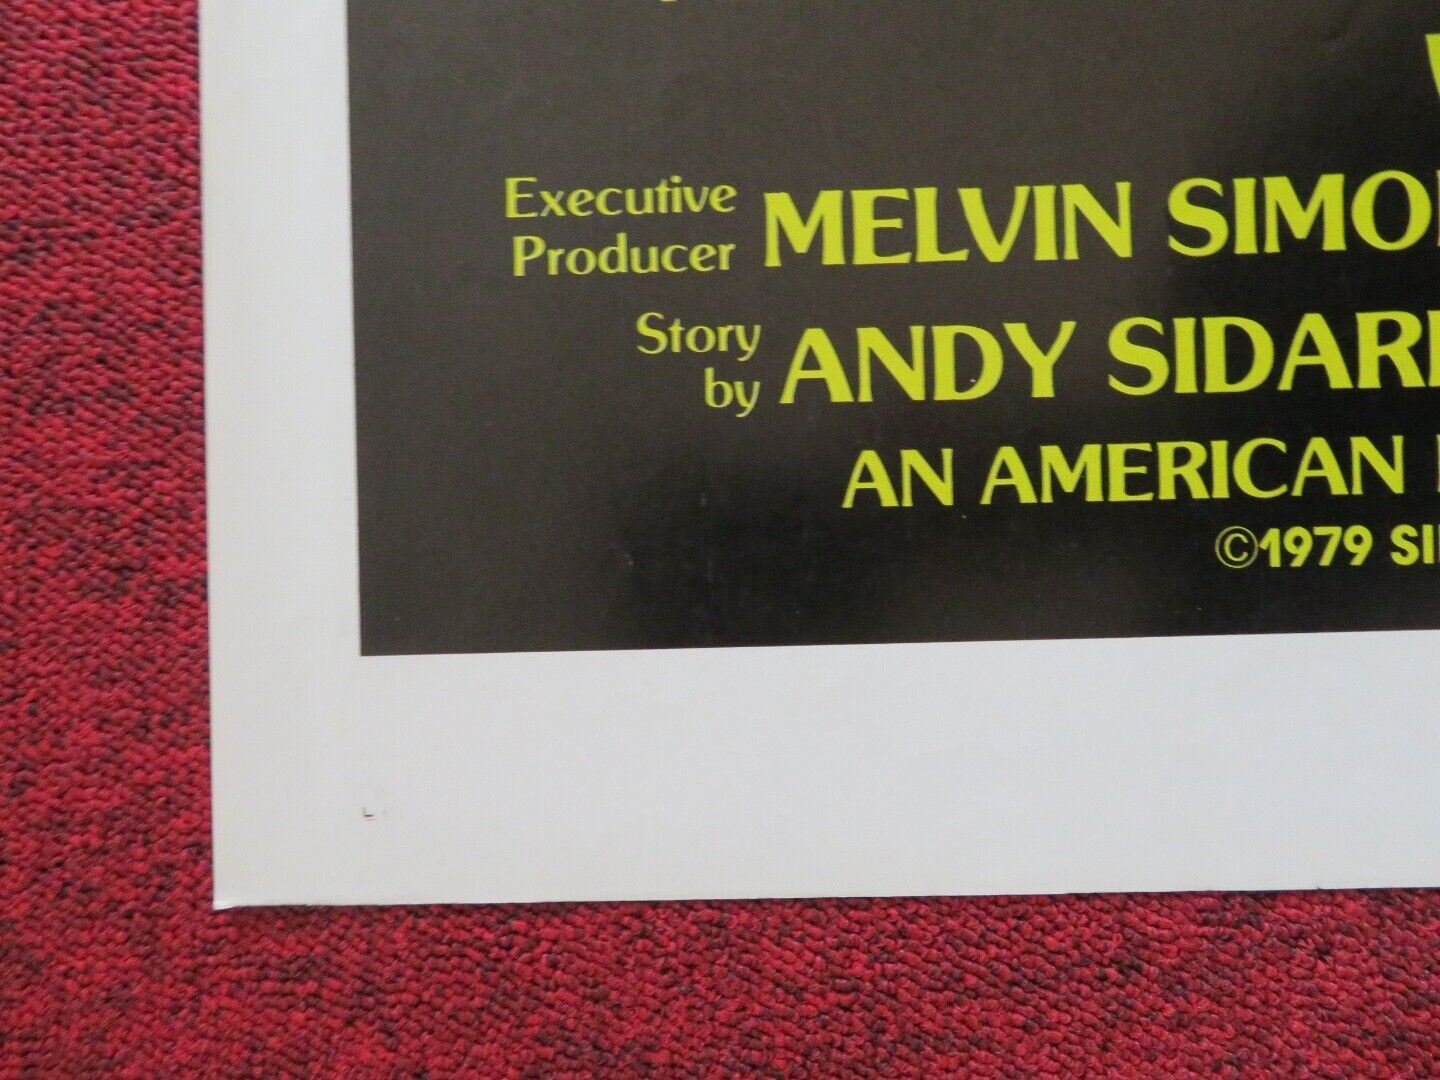 Executive
Producer MELVIN SIMO
Story
by ANDY SIDAR
AN AMERICAN
©1979 SI